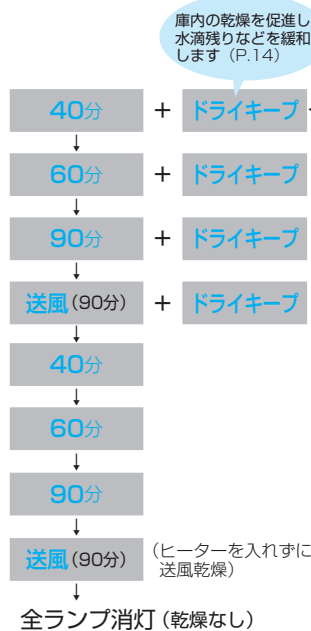 庫内の乾燥を促進し
水滴残りなどを緩和
します（P.14）
40分 + ドライキープ
↓
60分 + ドライキープ
↓
90分 + ドライキープ
↓
送風(90分) + ドライキープ
↓
40分
↓
60分
↓
90分
↓
送風(90分) （ヒーターを入れずに
送風乾燥）
↓
全ランプ消灯(乾燥なし)